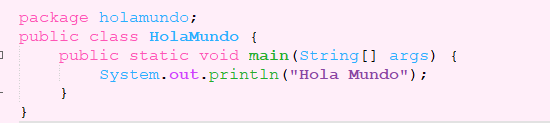 package holamundo;
public class HolaMundo {
    public static void main(String[] args) {
        System.out.println("Hola Mundo");
    }
}